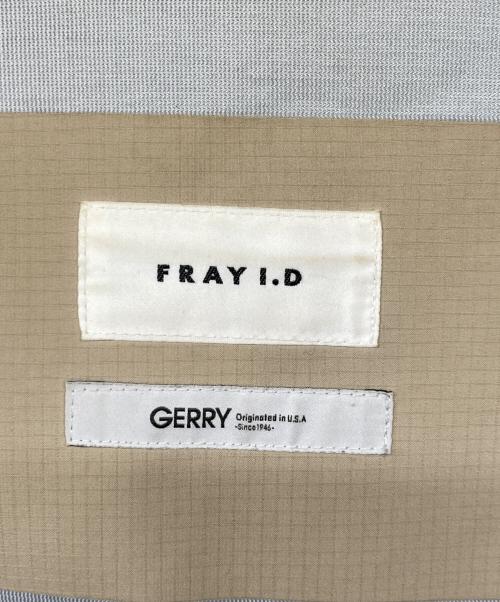 FRAY I.D
GERRY Originated in U.S.A
-Since1946-